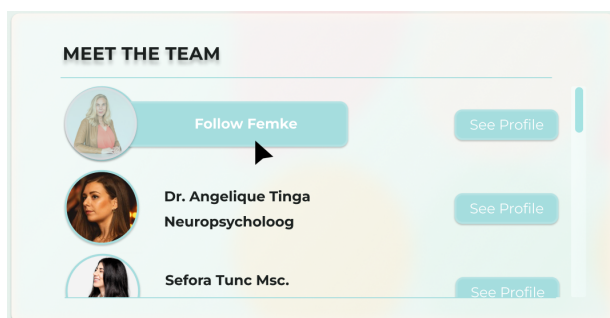 MEET THE TEAM
Follow Femke
See Profile
Dr. Angelique Tinga
Neuropsycholoog
See Profile
Sefora Tunc Msc.
See Profile